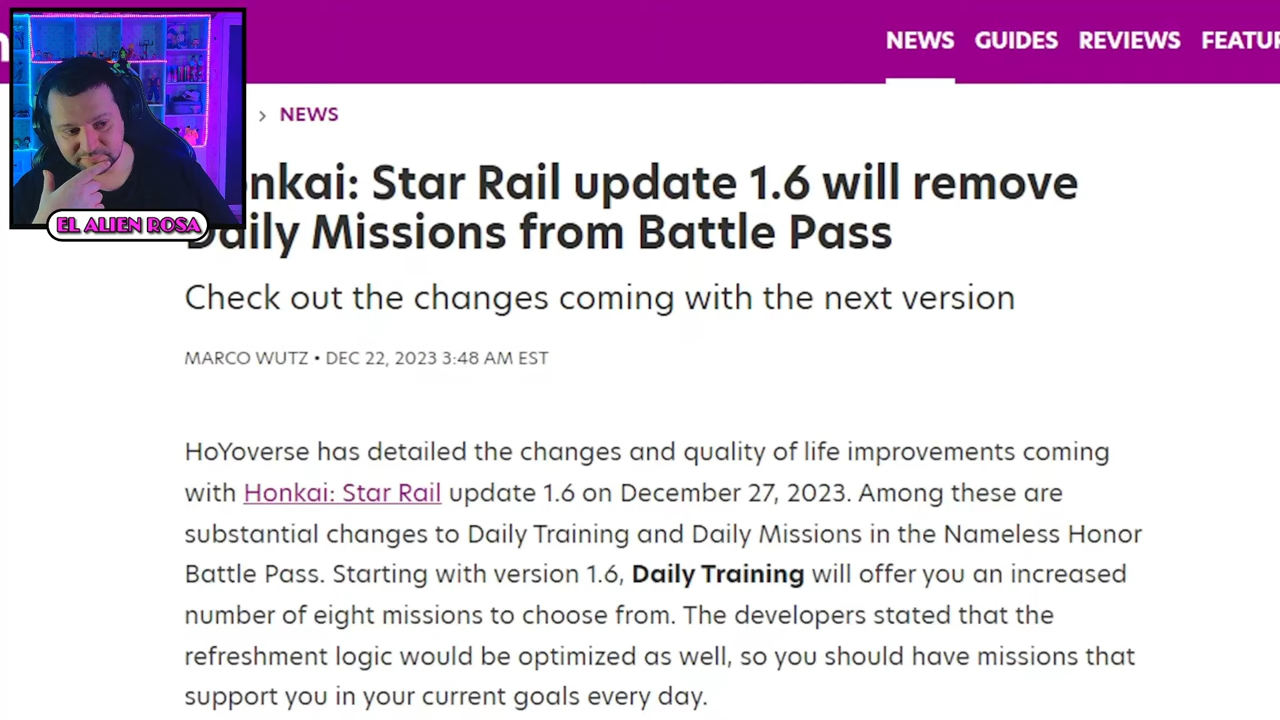 NEWS GUIDES REVIEWS
> NEWS
Honkai: Star Rail update 1.6 will remove
Daily Missions from Battle Pass
EL ALIEN ROSA
Check out the changes coming with the next version
MARCO WUTZ • DEC 22, 2023 3:48 AM EST
HoYoverse has detailed the changes and quality of life improvements coming
with Honkai: Star Rail update 1.6 on December 27, 2023. Among these are
substantial changes to Daily Training and Daily Missions in the Nameless Honor
Battle Pass. Starting with version 1.6, Daily Training will offer you an increased
number of eight missions to choose from. The developers stated that the
refreshment logic would be optimized as well, so you should have missions that
support you in your current goals every day.